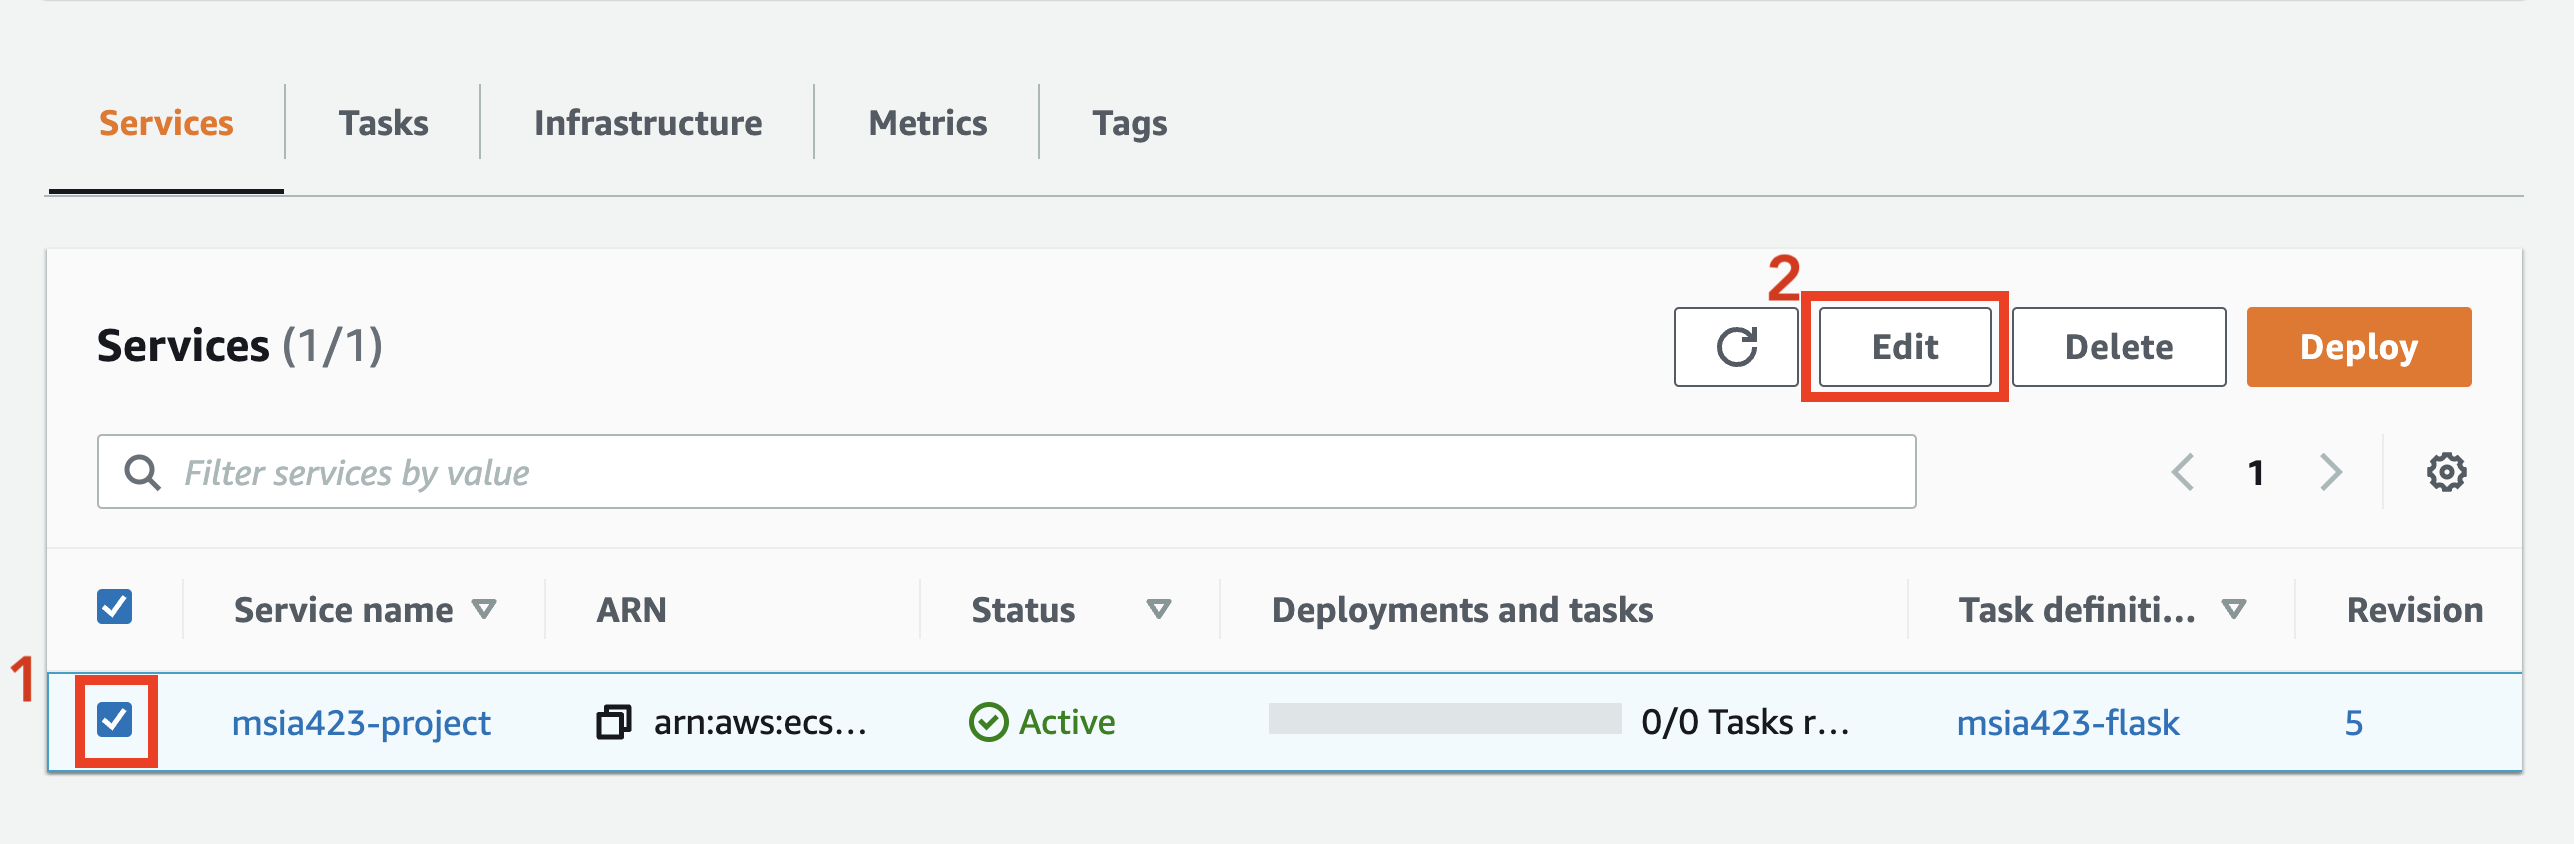 Services Tasks Infrastructure Metrics Tags
2
Services (1/1) Edit Delete Deploy
Filter services by value 1
Service name ARN Status Deployments and tasks Task definiti... Revision
1
msia423-project arn:aws:ecs... Active 0/0 Tasks r... msia423-flask 5